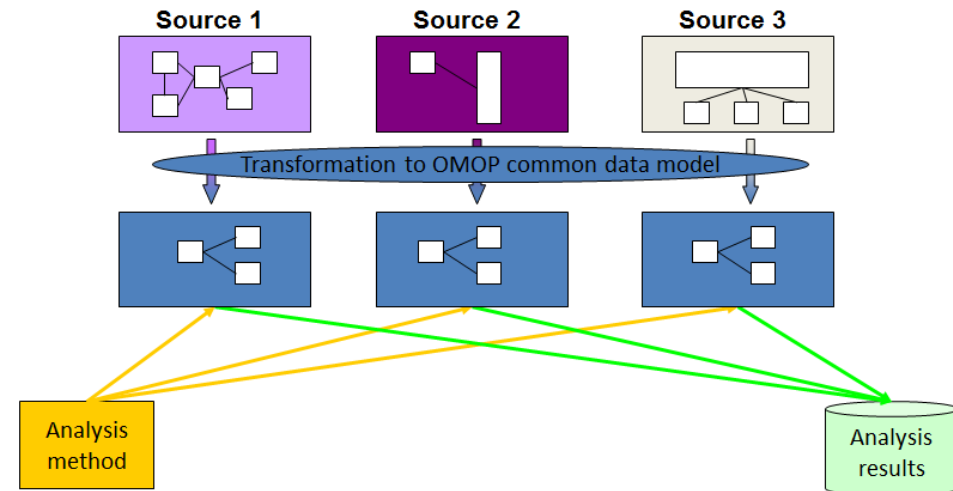 Source 1
Source 2
Source 3
Transformation to OMOP common data model
Analysis
method
Analysis
results